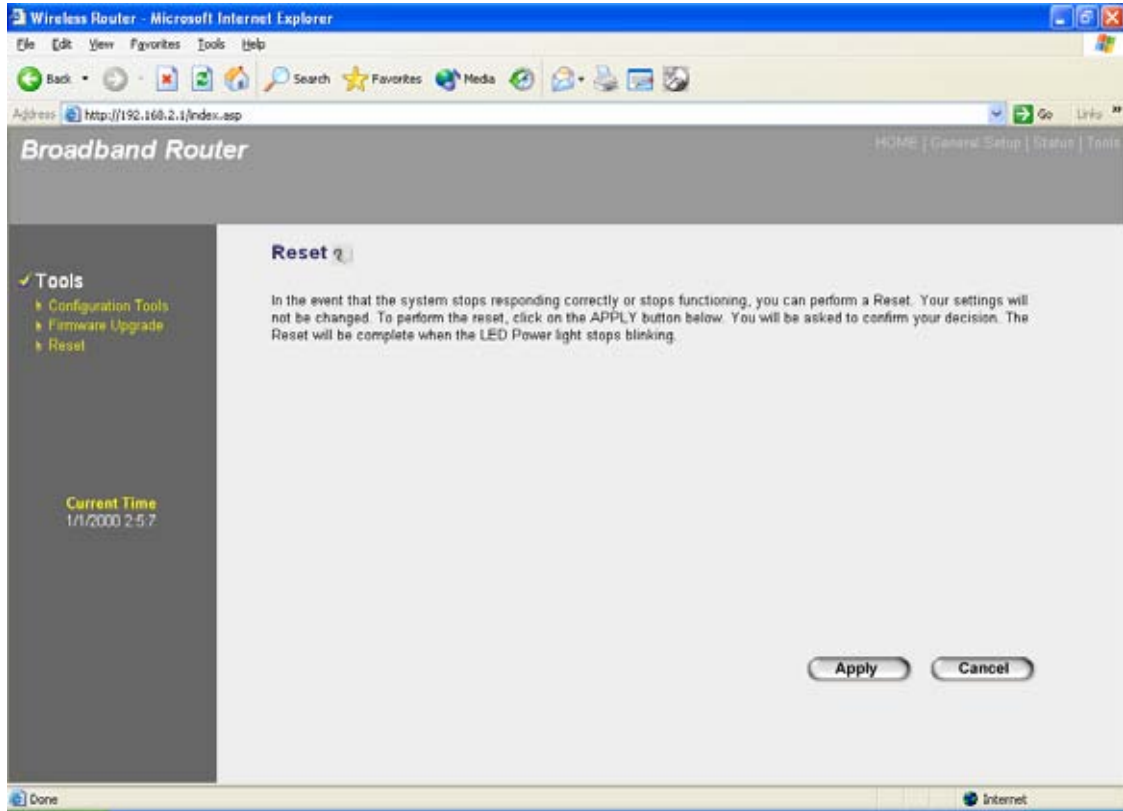 Wireless Router - Microsoft Internet Explorer
File Edit View Favorites Tools Help
Back Search Favorites Media
Address http://192.168.2.1/index.asp Go Links »
Broadband Router
HOME | General Setup | Status | Tools
Reset
Tools
Configuration Tools
Firmware Upgrade
Reset
In the event that the system stops responding correctly or stops functioning, you can perform a Reset. Your settings will
not be changed. To perform the reset, click on the APPLY button below. You will be asked to confirm your decision. The
Reset will be complete when the LED Power light stops blinking.
Current Time
1/1/2000 2:5:7
Apply Cancel
Done Internet